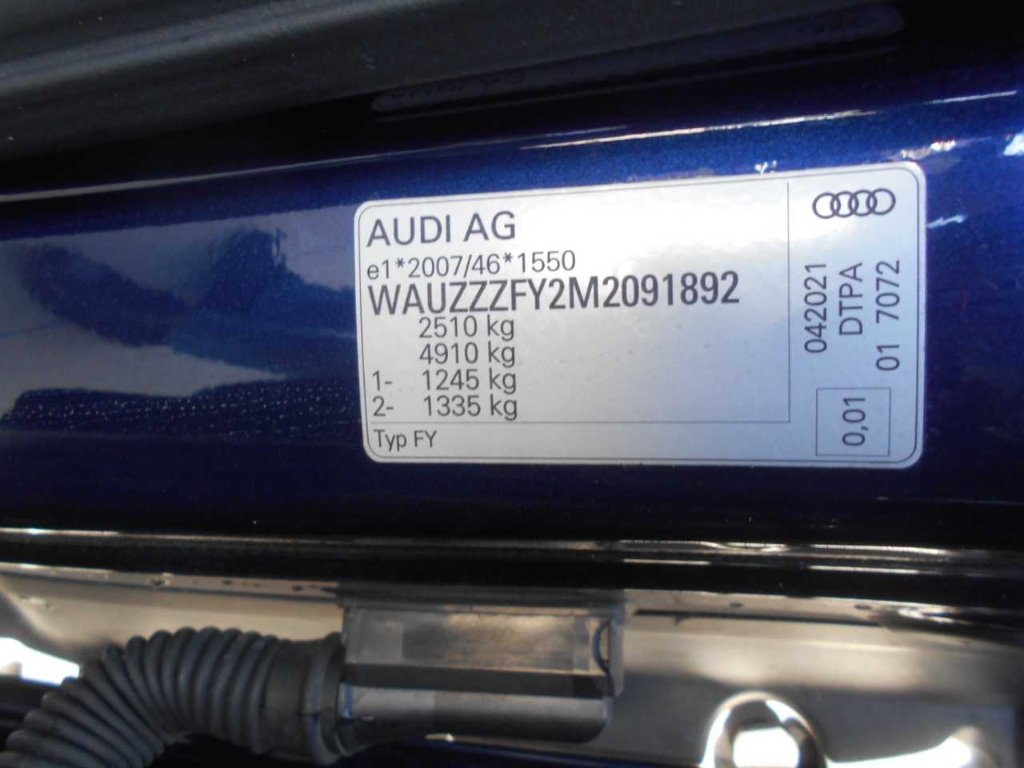 AUDI AG
e1*2007/46*1550
WAUZZZFY2M2091892
2510 kg
4910 kg
1- 1245 kg
2- 1335 kg
Typ FY
042021
DTPA
01 7072
0,01